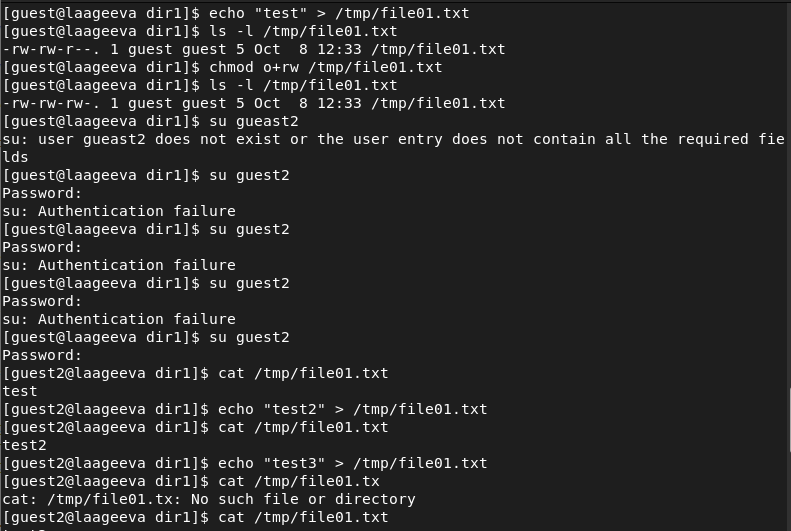 [guest@laageeva dir1]$ echo "test" > /tmp/file01.txt
[guest@laageeva dir1]$ ls -l /tmp/file01.txt
-rw-rw-r--. 1 guest guest 5 Oct  8 12:33 /tmp/file01.txt
[guest@laageeva dir1]$ chmod o+rw /tmp/file01.txt
[guest@laageeva dir1]$ ls -l /tmp/file01.txt
-rw-rw-rw-. 1 guest guest 5 Oct  8 12:33 /tmp/file01.txt
[guest@laageeva dir1]$ su gueast2
su: user gueast2 does not exist or the user entry does not contain all the required fie
lds
[guest@laageeva dir1]$ su guest2
Password:
su: Authentication failure
[guest@laageeva dir1]$ su guest2
Password:
su: Authentication failure
[guest@laageeva dir1]$ su guest2
Password:
su: Authentication failure
[guest@laageeva dir1]$ su guest2
Password:
[guest2@laageeva dir1]$ cat /tmp/file01.txt
test
[guest2@laageeva dir1]$ echo "test2" > /tmp/file01.txt
[guest2@laageeva dir1]$ cat /tmp/file01.txt
test2
[guest2@laageeva dir1]$ echo "test3" > /tmp/file01.txt
[guest2@laageeva dir1]$ cat /tmp/file01.tx
cat: /tmp/file01.tx: No such file or directory
[guest2@laageeva dir1]$ cat /tmp/file01.txt